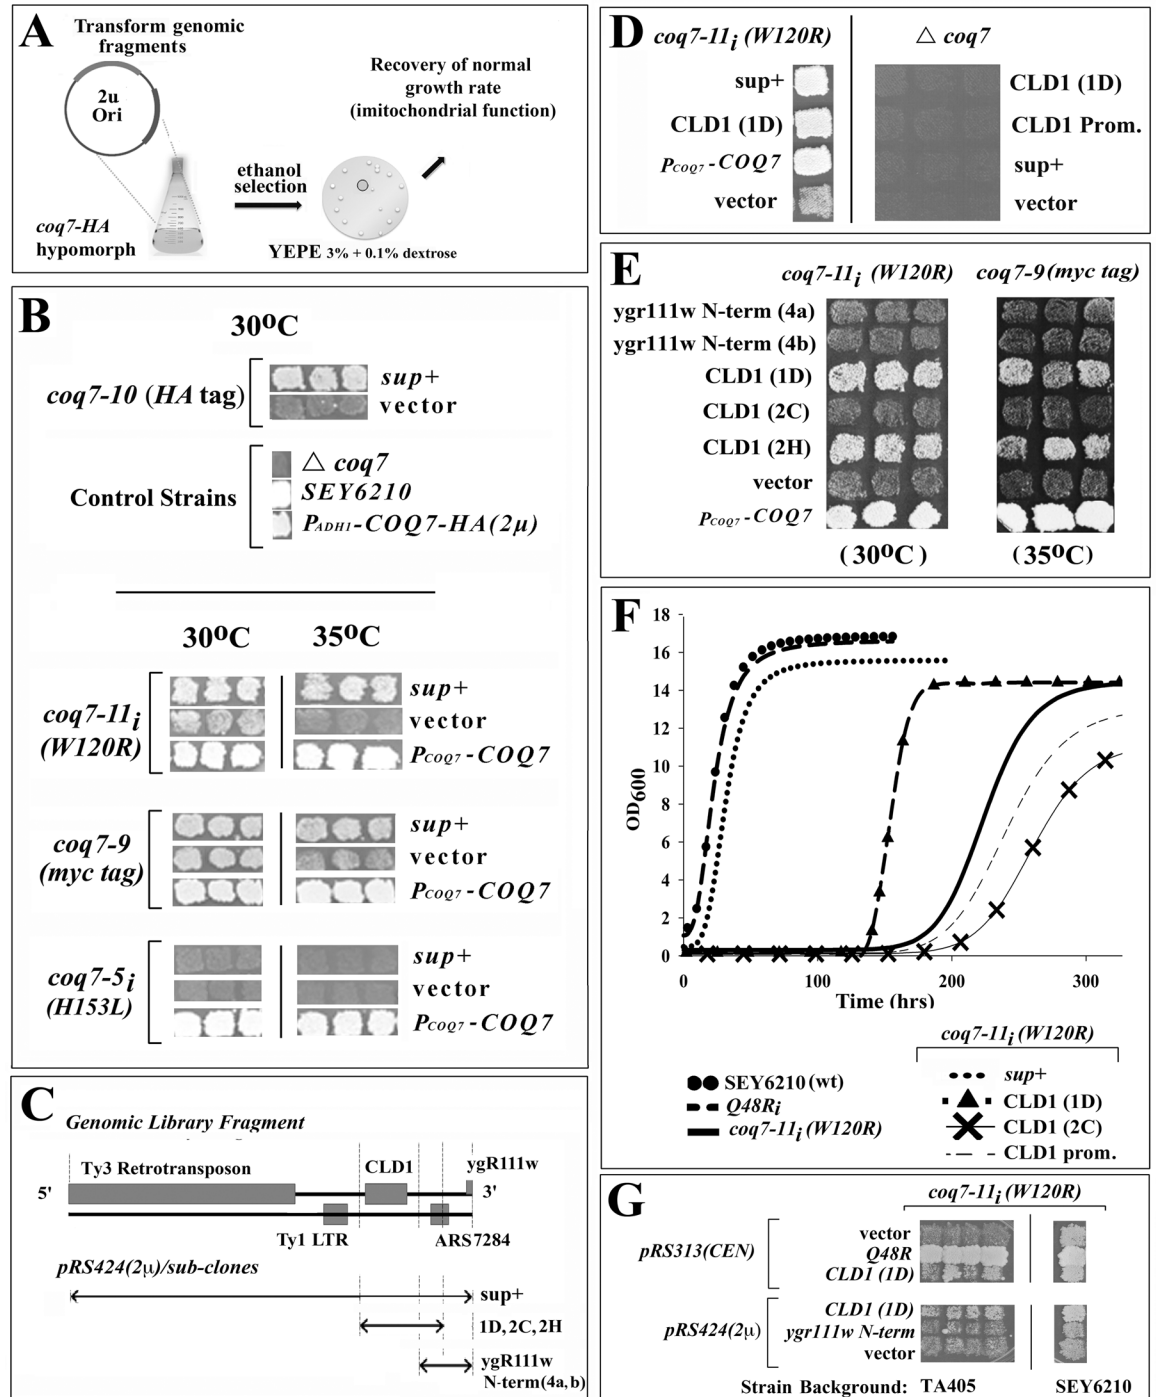 A
Transform genomic
fragments
2u
Ori
coq7-HA
hypomorph
ethanol
selection
YEPE 3% + 0.1% dextrose
Recovery of normal
growth rate
(imitochondrial function)
B
30°C
coq7-10 (HA tag)
sup+
vector
Control Strains
△ coq7
SEY6210
PADH1-COQ7-HA(2μ)
30°C
35°C
coq7-11i
(W120R)
sup+
vector
PCOQ7-COQ7
coq7-9
(myc tag)
sup+
vector
PCOQ7-COQ7
coq7-5i
(H153L)
sup+
vector
PCOQ7-COQ7
C
Genomic Library Fragment
Ty3 Retrotransposon
CLD1
ygR111w
5'
3'
Ty1 LTR
ARS7284
pRS424(2μ)/sub-clones
sup+
1D,2C,2H
ygR111w
N-term(4a,b)
D
coq7-11i (W120R)
△ coq7
sup+
CLD1 (1D)
PCOQ7-COQ7
vector
CLD1 (1D)
CLD1 Prom.
sup+
vector
E
coq7-11i (W120R)
coq7-9(myc tag)
ygr111w N-term (4a)
ygr111w N-term (4b)
CLD1 (1D)
CLD1 (2C)
CLD1 (2H)
vector
PCOQ7-COQ7
(30°C)
(35°C)
F
18
16
14
12
10
8
6
4
2
0
OD600
0
100
200
300
Time (hrs)
SEY6210(wt)
Q48Ri
coq7-11i (W120R)
coq7-11i (W120R)
sup+
CLD1 (1D)
CLD1 (2C)
CLD1 prom.
G
coq7-11i (W120R)
pRS313(CEN)
vector
Q48R
CLD1 (1D)
pRS424(2μ)
CLD1 (1D)
ygr111w N-term
vector
Strain Background: TA405 SEY6210